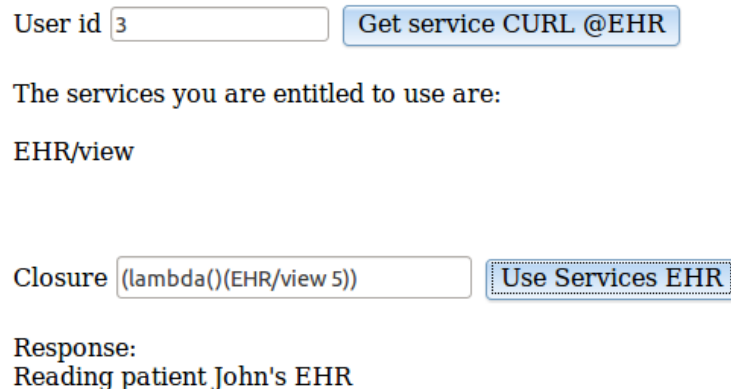 User id 3 Get service CURL @EHR
The services you are entitled to use are:
EHR/view
Closure (lambda()(EHR/view 5)) Use Services EHR
Response:
Reading patient John's EHR